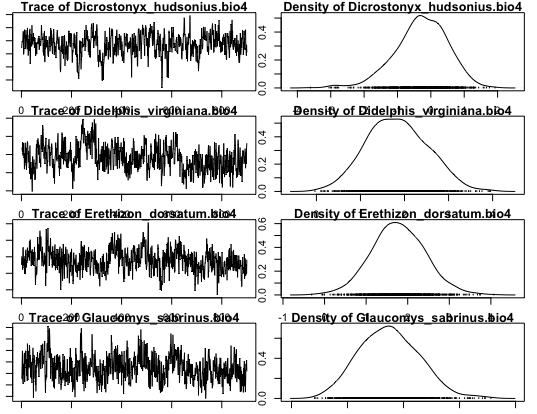 Trace of Dicrostonyx_hudsonius.bio4
Density of Dicrostonyx_hudsonius.bio4
0.0 0.2 0.4
Trace of Didelphis_virginiana.bio4
Density of Didelphis_virginiana.bio4
0.0 0.2 0.4
Trace of Erethizon_dorsatum.bio4
Density of Erethizon_dorsatum.bio4
0.0 0.2 0.4 0.6
Trace of Glaucomys_sabrinus.bio4
Density of Glaucomys_sabrinus.bio4
0.0 0.4